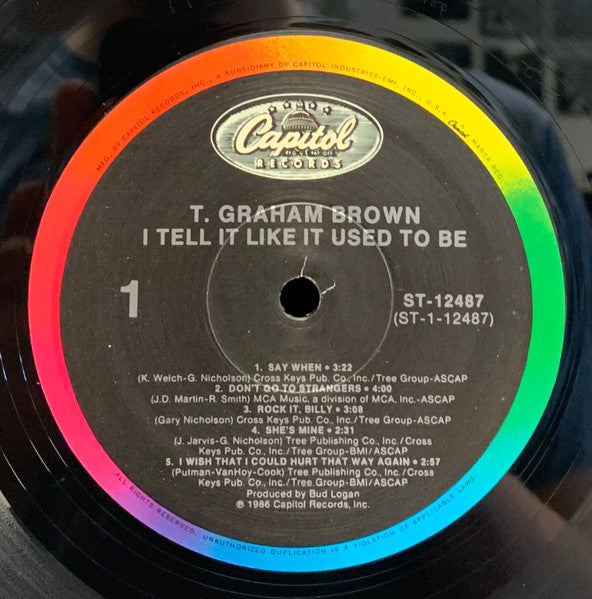 MFG. BY CAPITOL RECORDS, INC., A SUBSIDIARY OF CAPITOL INDUSTRIES-EMI, INC., U.S.A. Capitol MARCA REG.
Capitol
RECORDS
T. GRAHAM BROWN
I TELL IT LIKE IT USED TO BE
1
ST-12487
(ST-1-12487)
1. SAY WHEN • 3:22
(K. Welch-G. Nicholson) Cross Keys Pub. Co., Inc./Tree Group-ASCAP
2. DON'T GO TO STRANGERS • 4:00
(J.D. Martin-R. Smith) MCA Music, a division of MCA, Inc.-ASCAP
3. ROCK IT, BILLY • 3:08
(Gary Nicholson) Cross Keys Pub. Co., Inc./Tree Group-ASCAP
4. SHE'S MINE • 2:31
(J. Jarvis-G. Nicholson) Tree Publishing Co., Inc./Cross
Keys Pub. Co., Inc./Tree Group-BMI/ASCAP
5. I WISH THAT I COULD HURT THAT WAY AGAIN • 2:57
(Putman-VanHoy-Cook) Tree Publishing Co., Inc./Cross
Keys Pub. Co., Inc./Tree Group-BMI/ASCAP
Produced by Bud Logan
℗ 1986 Capitol Records, Inc.
ALL RIGHTS RESERVED. UNAUTHORIZED DUPLICATION IS A VIOLATION OF APPLICABLE LAWS.